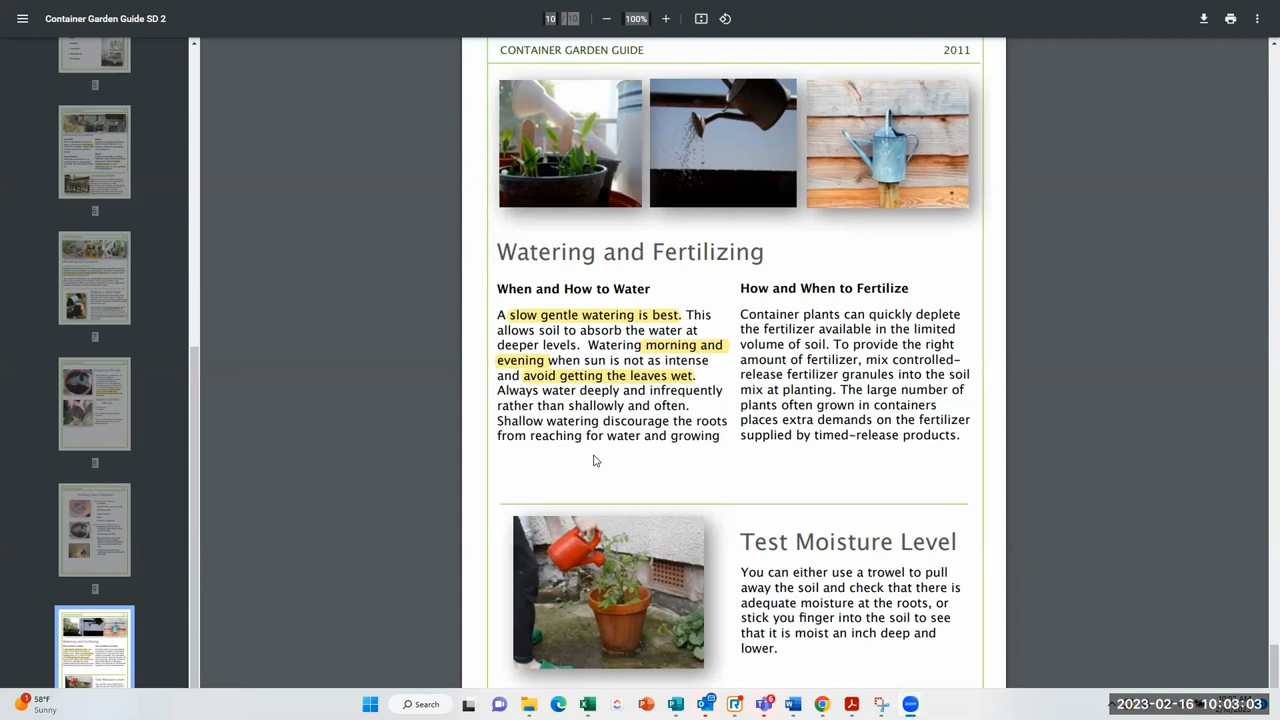 Container Garden Guide SD 2
10 / 10
100%
CONTAINER GARDEN GUIDE
2011
Watering and Fertilizing
When and How to Water
A slow gentle watering is best. This
allows soil to absorb the water at
deeper levels. Watering morning and
evening when sun is not as intense
and avoid getting the leaves wet.
Always water deeply and infrequently
rather than shallowly and often.
Shallow watering discourage the roots
from reaching for water and growing
How and When to Fertilize
Container plants can quickly deplete
the fertilizer available in the limited
volume of soil. To provide the right
amount of fertilizer, mix controlled-
release fertilizer granules into the soil
mix at planting. The large number of
plants often grown in containers
places extra demands on the fertilizer
supplied by timed-release products.
Test Moisture Level
You can either use a trowel to pull
away the soil and check that there is
adequate moisture at the roots, or
stick you finger into the soil to see
that it is moist an inch deep and
lower.
5
6
7
8
9
Sunny
Search
zoom
2023-02-16 10:03:03